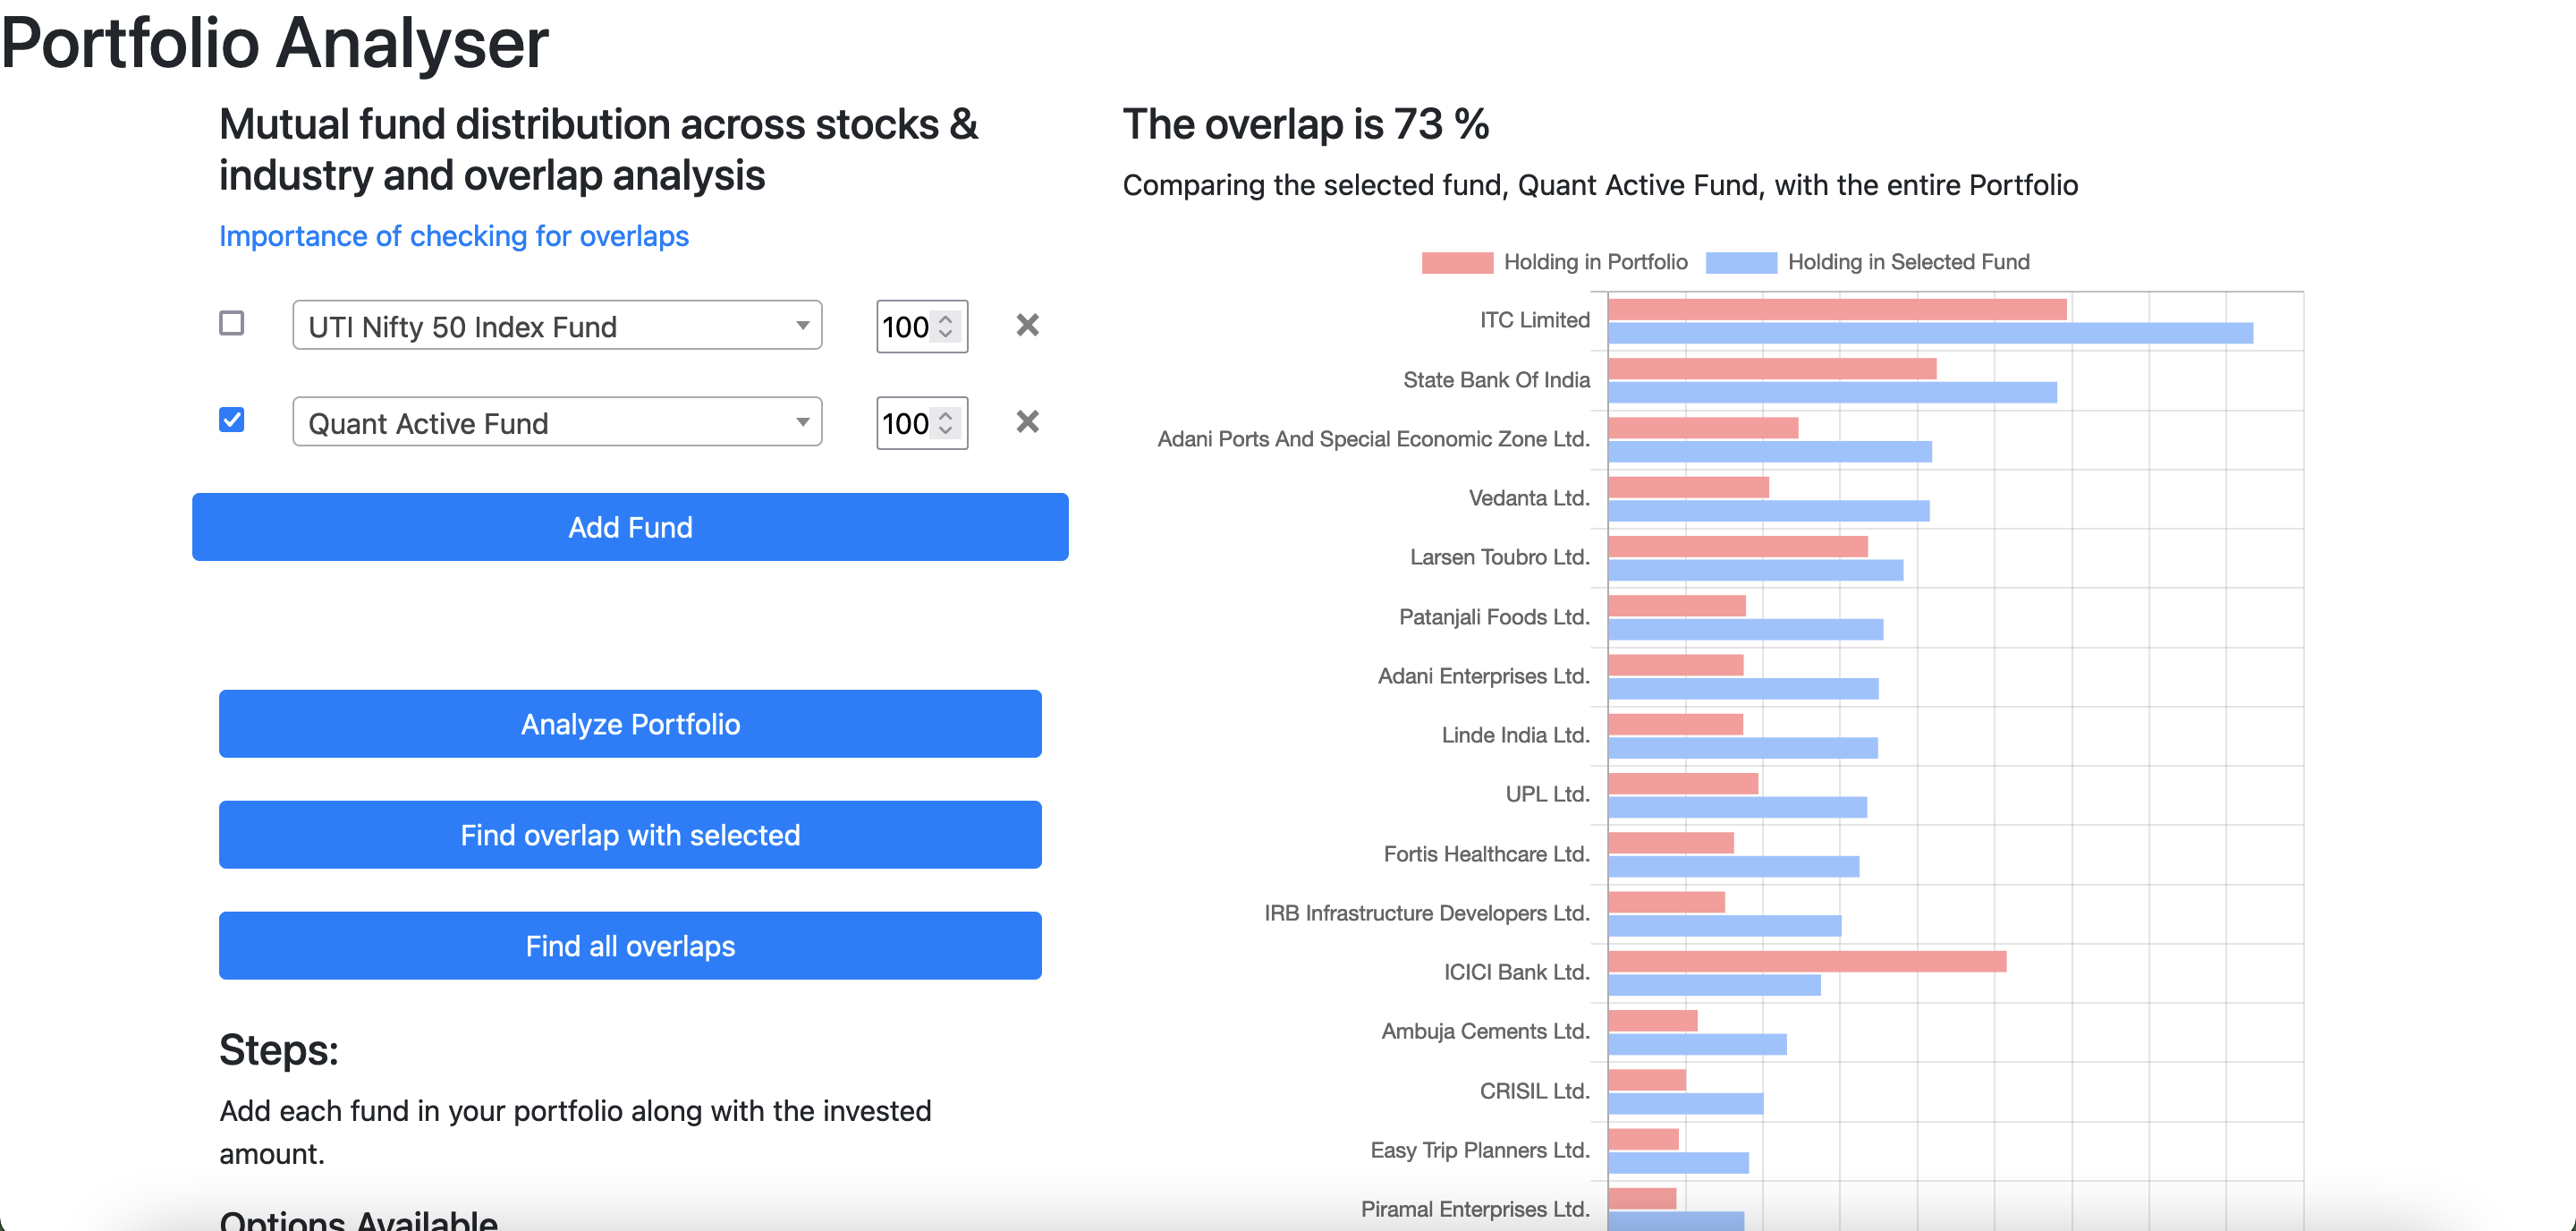 Portfolio Analyser
Mutual fund distribution across stocks &
industry and overlap analysis
Importance of checking for overlaps
UTI Nifty 50 Index Fund 100
Quant Active Fund 100
Add Fund
Analyze Portfolio
Find overlap with selected
Find all overlaps
Steps:
Add each fund in your portfolio along with the invested
amount.
Options Available
The overlap is 73 %
Comparing the selected fund, Quant Active Fund, with the entire Portfolio
Holding in Portfolio Holding in Selected Fund
ITC Limited
State Bank Of India
Adani Ports And Special Economic Zone Ltd.
Vedanta Ltd.
Larsen Toubro Ltd.
Patanjali Foods Ltd.
Adani Enterprises Ltd.
Linde India Ltd.
UPL Ltd.
Fortis Healthcare Ltd.
IRB Infrastructure Developers Ltd.
ICICI Bank Ltd.
Ambuja Cements Ltd.
CRISIL Ltd.
Easy Trip Planners Ltd.
Piramal Enterprises Ltd.